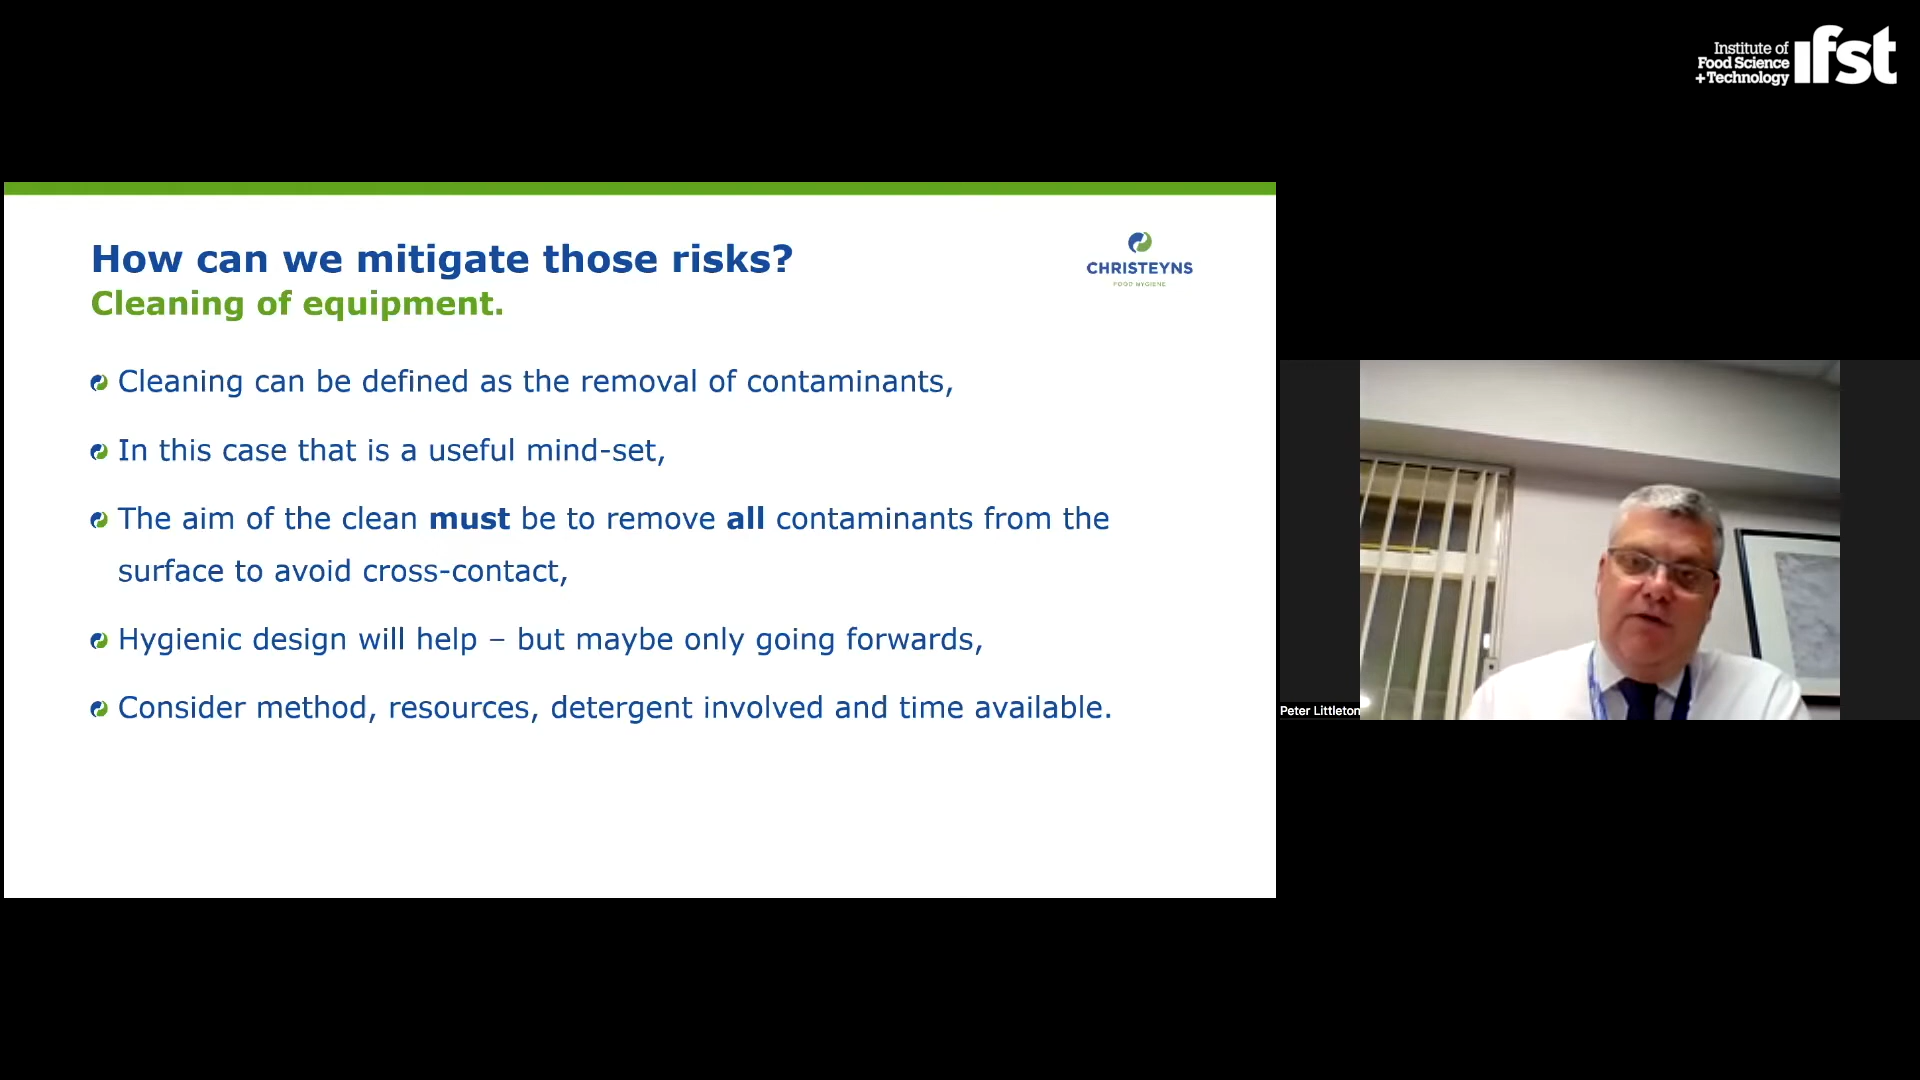 Institute of
Food Science
+Technology
ifst
How can we mitigate those risks?
CHRISTEYNS
FOOD HYGIENE
Cleaning of equipment.
Cleaning can be defined as the removal of contaminants,
In this case that is a useful mind-set,
The aim of the clean must be to remove all contaminants from the
surface to avoid cross-contact,
Hygienic design will help – but maybe only going forwards,
Consider method, resources, detergent involved and time available.
Peter Littleton